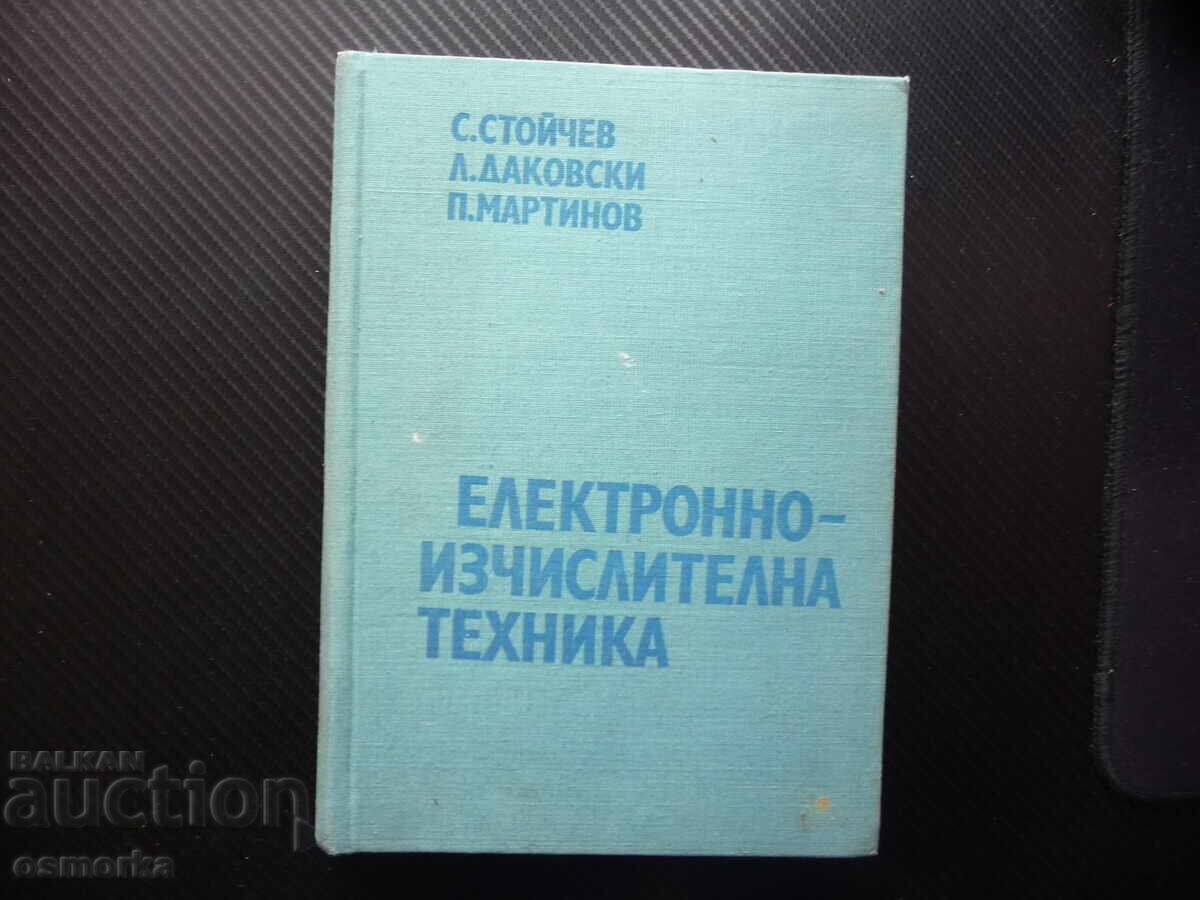 С.СТОЙЧЕВ
Л.ДАКОВСКИ
П.МАРТИНОВ
ЕЛЕКТРОННО-
ИЗЧИСЛИТЕЛНА
ТЕХНИКА
BALKAN
auction
osmorka